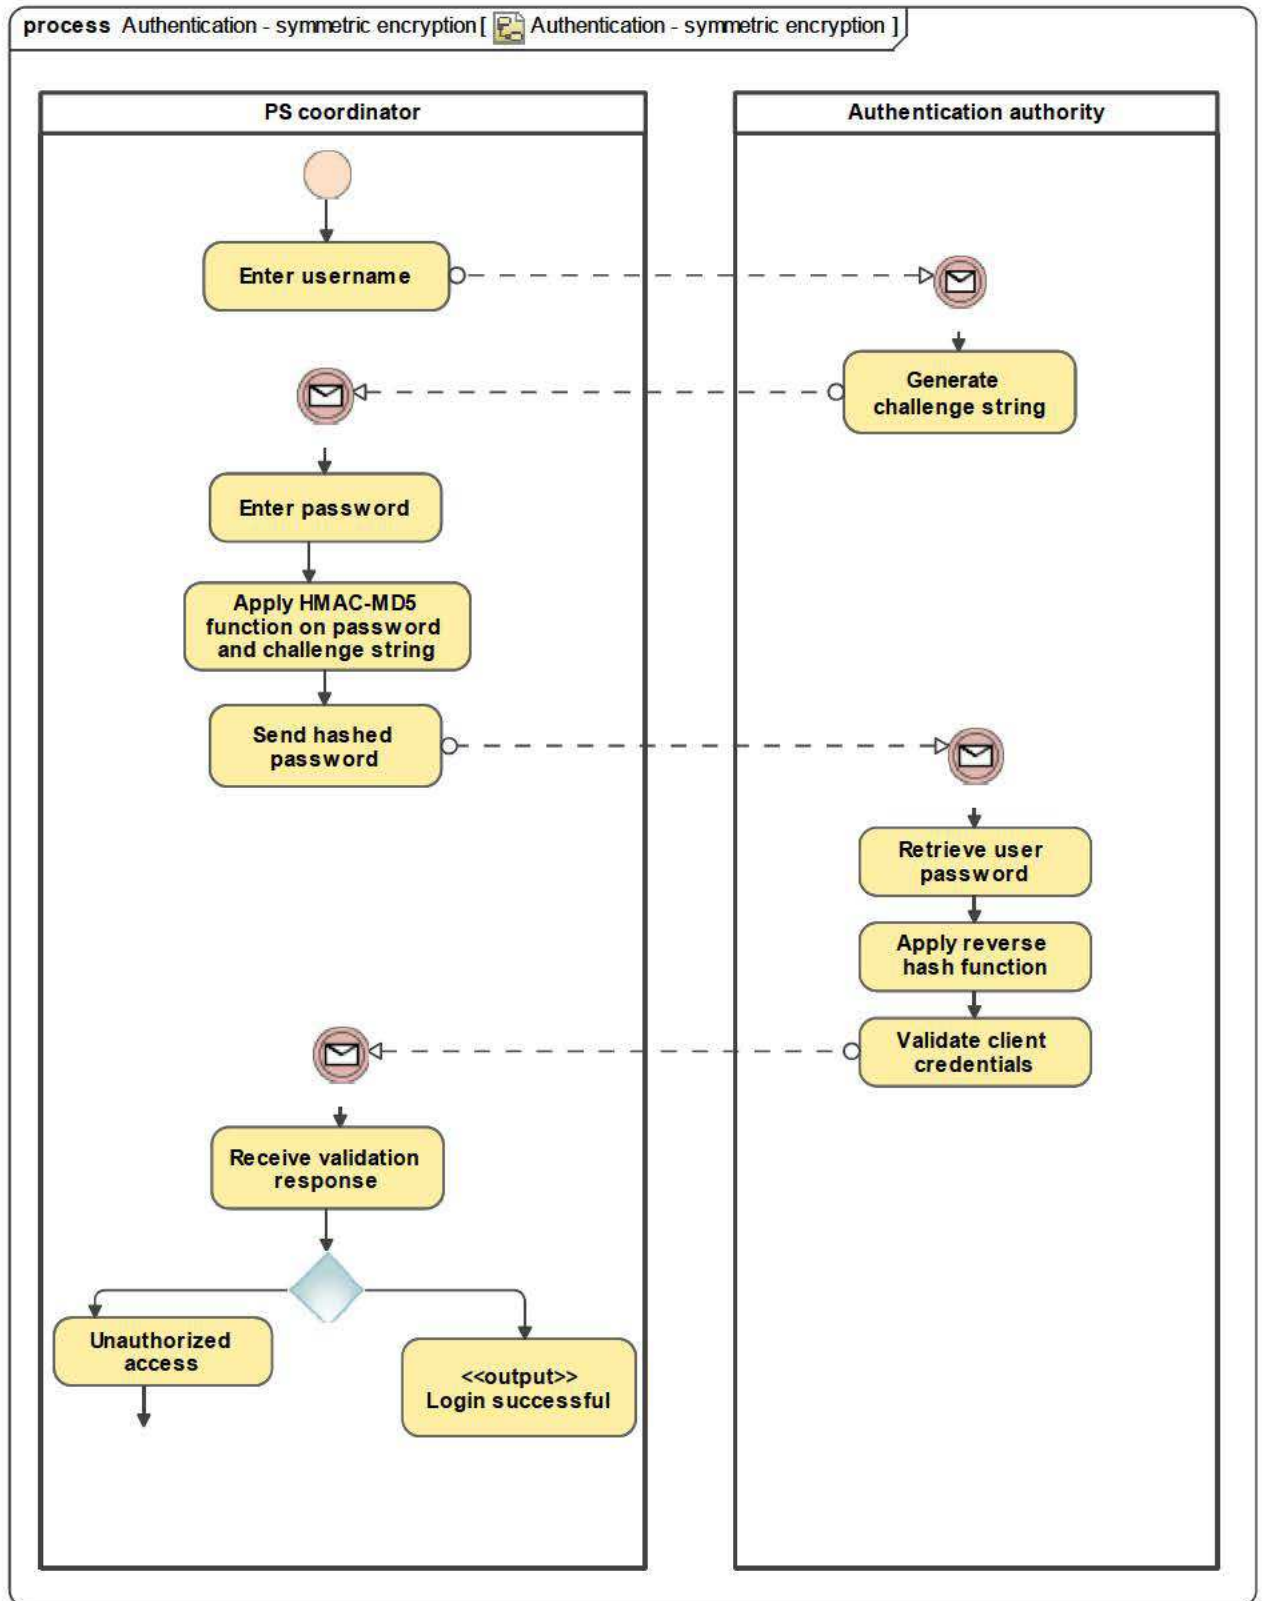 process Authentication - symmetric encryption [ Authentication - symmetric encryption ]
PS coordinator
Authentication authority
Enter username
Generate
challenge string
Enter password
Apply HMAC-MD5
function on password
and challenge string
Send hashed
password
Retrieve user
password
Apply reverse
hash function
Validate client
credentials
Receive validation
response
Unauthorized
access
<<output>>
Login successful